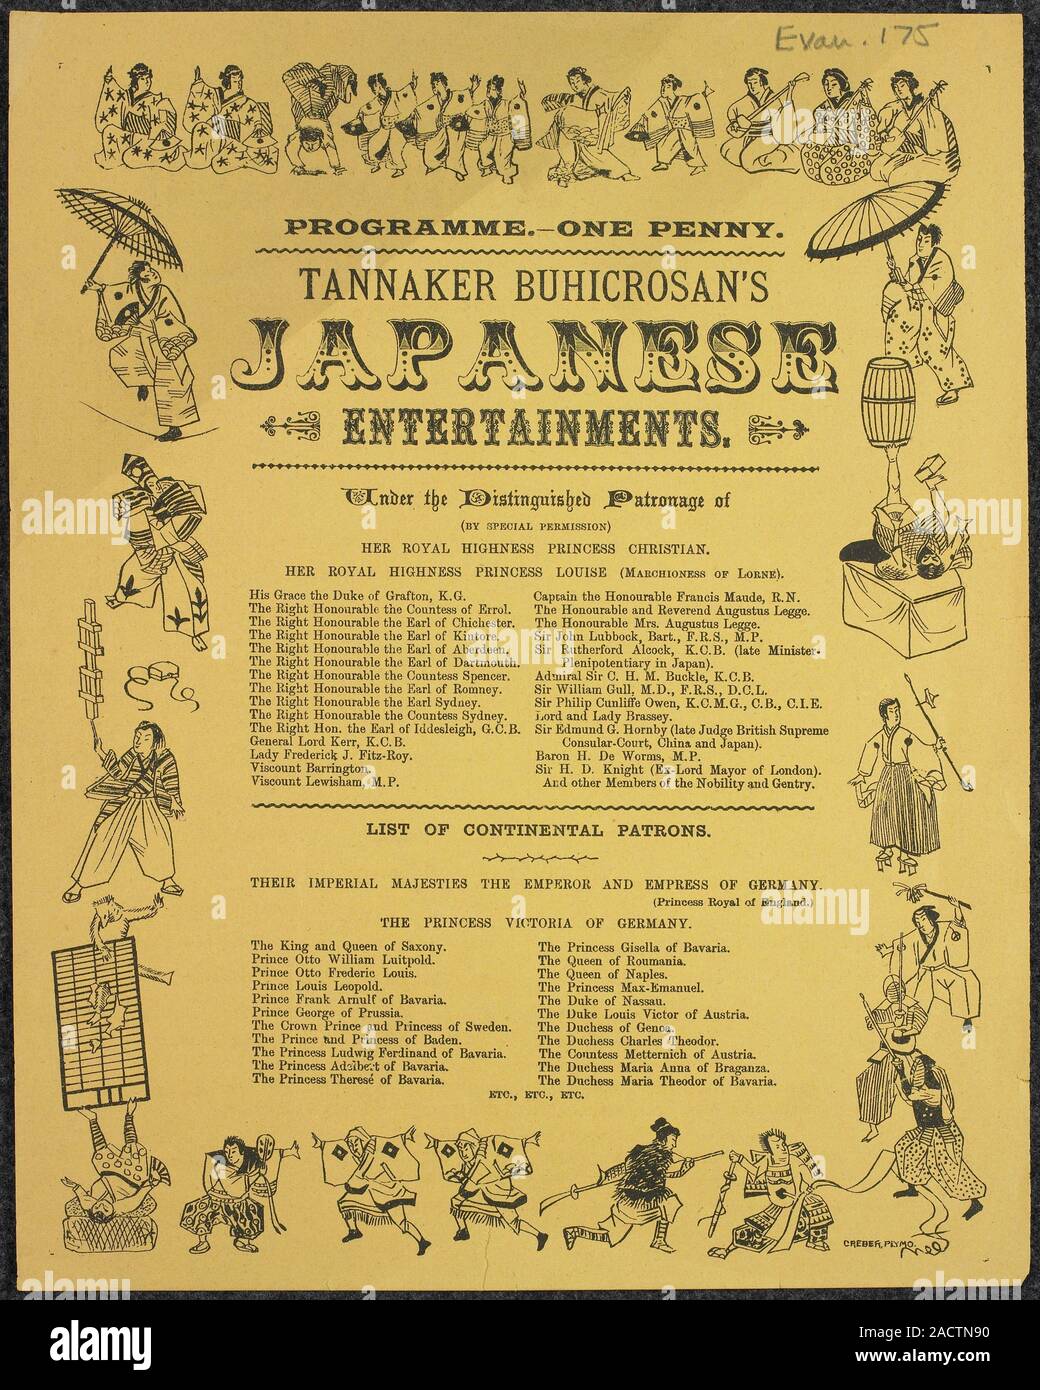 Evan. 175
PROGRAMME.—ONE PENNY.
TANNAKER BUHICROSAN'S
JAPANESE
ENTERTAINMENTS.
Under the Distinguished Patronage of
(BY SPECIAL PERMISSION)
HER ROYAL HIGHNESS PRINCESS CHRISTIAN.
HER ROYAL HIGHNESS PRINCESS LOUISE (MARCHIONESS OF LORNE).
His Grace the Duke of Grafton, K.G.
The Right Honourable the Countess of Errol.
The Right Honourable the Earl of Chichester.
The Right Honourable the Earl of Kintore.
The Right Honourable the Earl of Aberdeen.
The Right Honourable the Earl of Dartmouth.
The Right Honourable the Countess Spencer.
The Right Honourable the Earl of Romney.
The Right Honourable the Earl Sydney.
The Right Honourable the Countess Sydney.
The Right Hon. the Earl of Iddesleigh, G.C.B.
General Lord Kerr, K.C.B.
Lady Frederick J. Fitz-Roy.
Viscount Barrington.
Viscount Lewisham, M.P.
Captain the Honourable Francis Maude, R.N.
The Honourable and Reverend Augustus Legge.
The Honourable Mrs. Augustus Legge.
Sir John Lubbock, Bart., F.R.S., M.P.
Sir Rutherford Alcock, K.C.B. (late Minister-
Plenipotentiary in Japan).
Admiral Sir C. H. M. Buckle, K.C.B.
Sir William Gull, M.D., F.R.S., D.C.L.
Sir Philip Cunliffe Owen, K.C.M.G., C.B., C.I.E.
Lord and Lady Brassey.
Sir Edmund G. Hornby (late Judge British Supreme
Consular-Court, China and Japan).
Baron H. De Worms, M.P.
Sir H. D. Knight (Ex-Lord Mayor of London).
And other Members of the Nobility and Gentry.
LIST OF CONTINENTAL PATRONS.
THEIR IMPERIAL MAJESTIES THE EMPEROR AND EMPRESS OF GERMANY.
(Princess Royal of England.)
THE PRINCESS VICTORIA OF GERMANY.
The King and Queen of Saxony.
Prince Otto William Luitpold.
Prince Otto Frederic Louis.
Prince Louis Leopold.
Prince Frank Arnulf of Bavaria.
Prince George of Prussia.
The Crown Prince and Princess of Sweden.
The Prince and Princess of Baden.
The Princess Ludwig Ferdinand of Bavaria.
The Princess Adelbert of Bavaria.
The Princess Theresé of Bavaria.
The Princess Gisella of Bavaria.
The Queen of Roumania.
The Queen of Naples.
The Princess Max-Emanuel.
The Duke of Nassau.
The Duke Louis Victor of Austria.
The Duchess of Genoa.
The Duchess Charles Theodor.
The Countess Metternich of Austria.
The Duchess Maria Anna of Braganza.
The Duchess Maria Theodor of Bavaria.
ETC., ETC., ETC.
CREBER, PLYMO.
alamy
Image ID: 2ACTN90
www.alamy.com